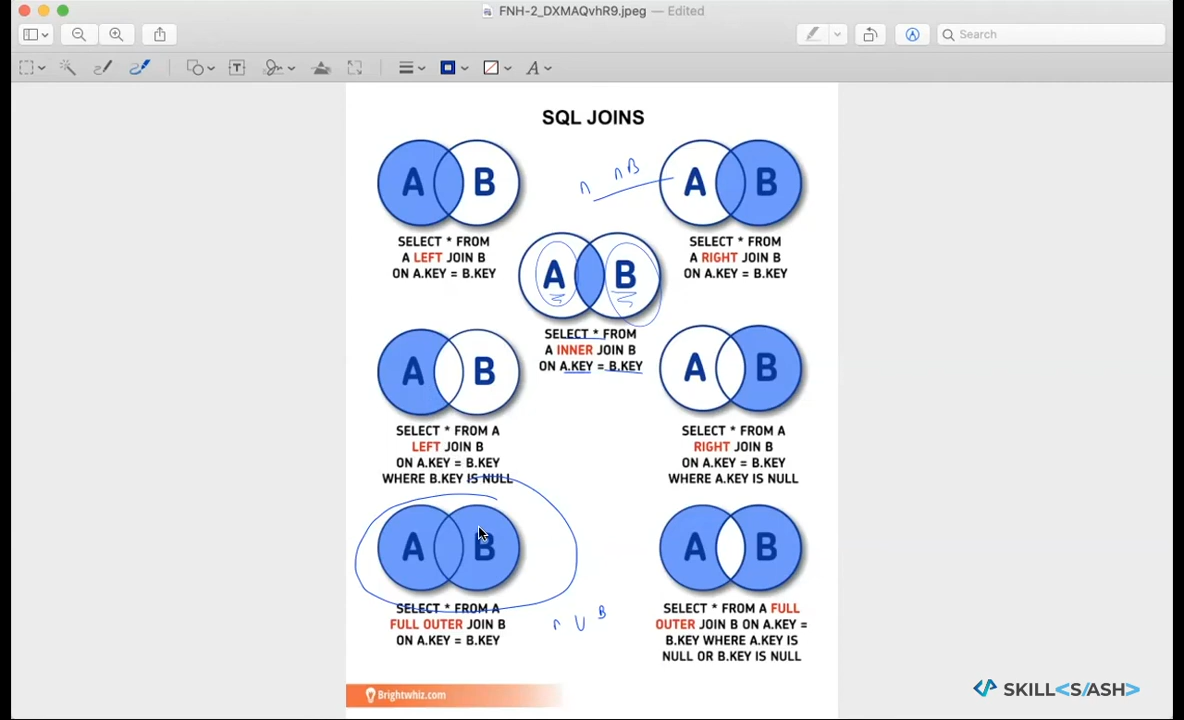 FNH-2_DXMAQvhR9.jpeg — Edited
Search
SQL JOINS
A B
SELECT * FROM
A LEFT JOIN B
ON A.KEY = B.KEY
A B
SELECT * FROM
A RIGHT JOIN B
ON A.KEY = B.KEY
∩ ∩ B
A B
SELECT * FROM
A INNER JOIN B
ON A.KEY = B.KEY
A B
SELECT * FROM A
LEFT JOIN B
ON A.KEY = B.KEY
WHERE B.KEY IS NULL
A B
SELECT * FROM A
RIGHT JOIN B
ON A.KEY = B.KEY
WHERE A.KEY IS NULL
A B
SELECT * FROM A
FULL OUTER JOIN B
ON A.KEY = B.KEY
∩ ∪ B
A B
SELECT * FROM A FULL
OUTER JOIN B ON A.KEY =
B.KEY WHERE A.KEY IS
NULL OR B.KEY IS NULL
Brightwhiz.com
SKILL<S/ASH>